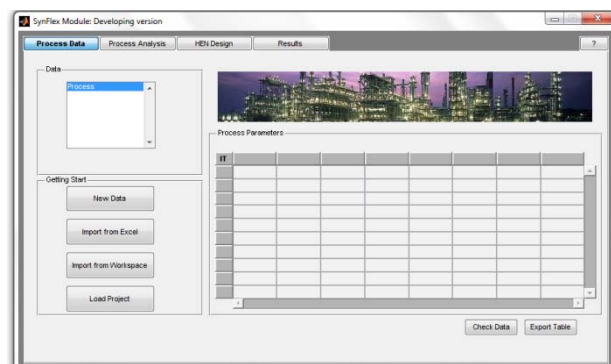 SynFlex Module: Developing version
Process Data Process Analysis HEN Design Results ?
Data
Process
Process Parameters
IT
Getting Start
New Data
Import from Excel
Import from Workspace
Load Project
Check Data Export Table